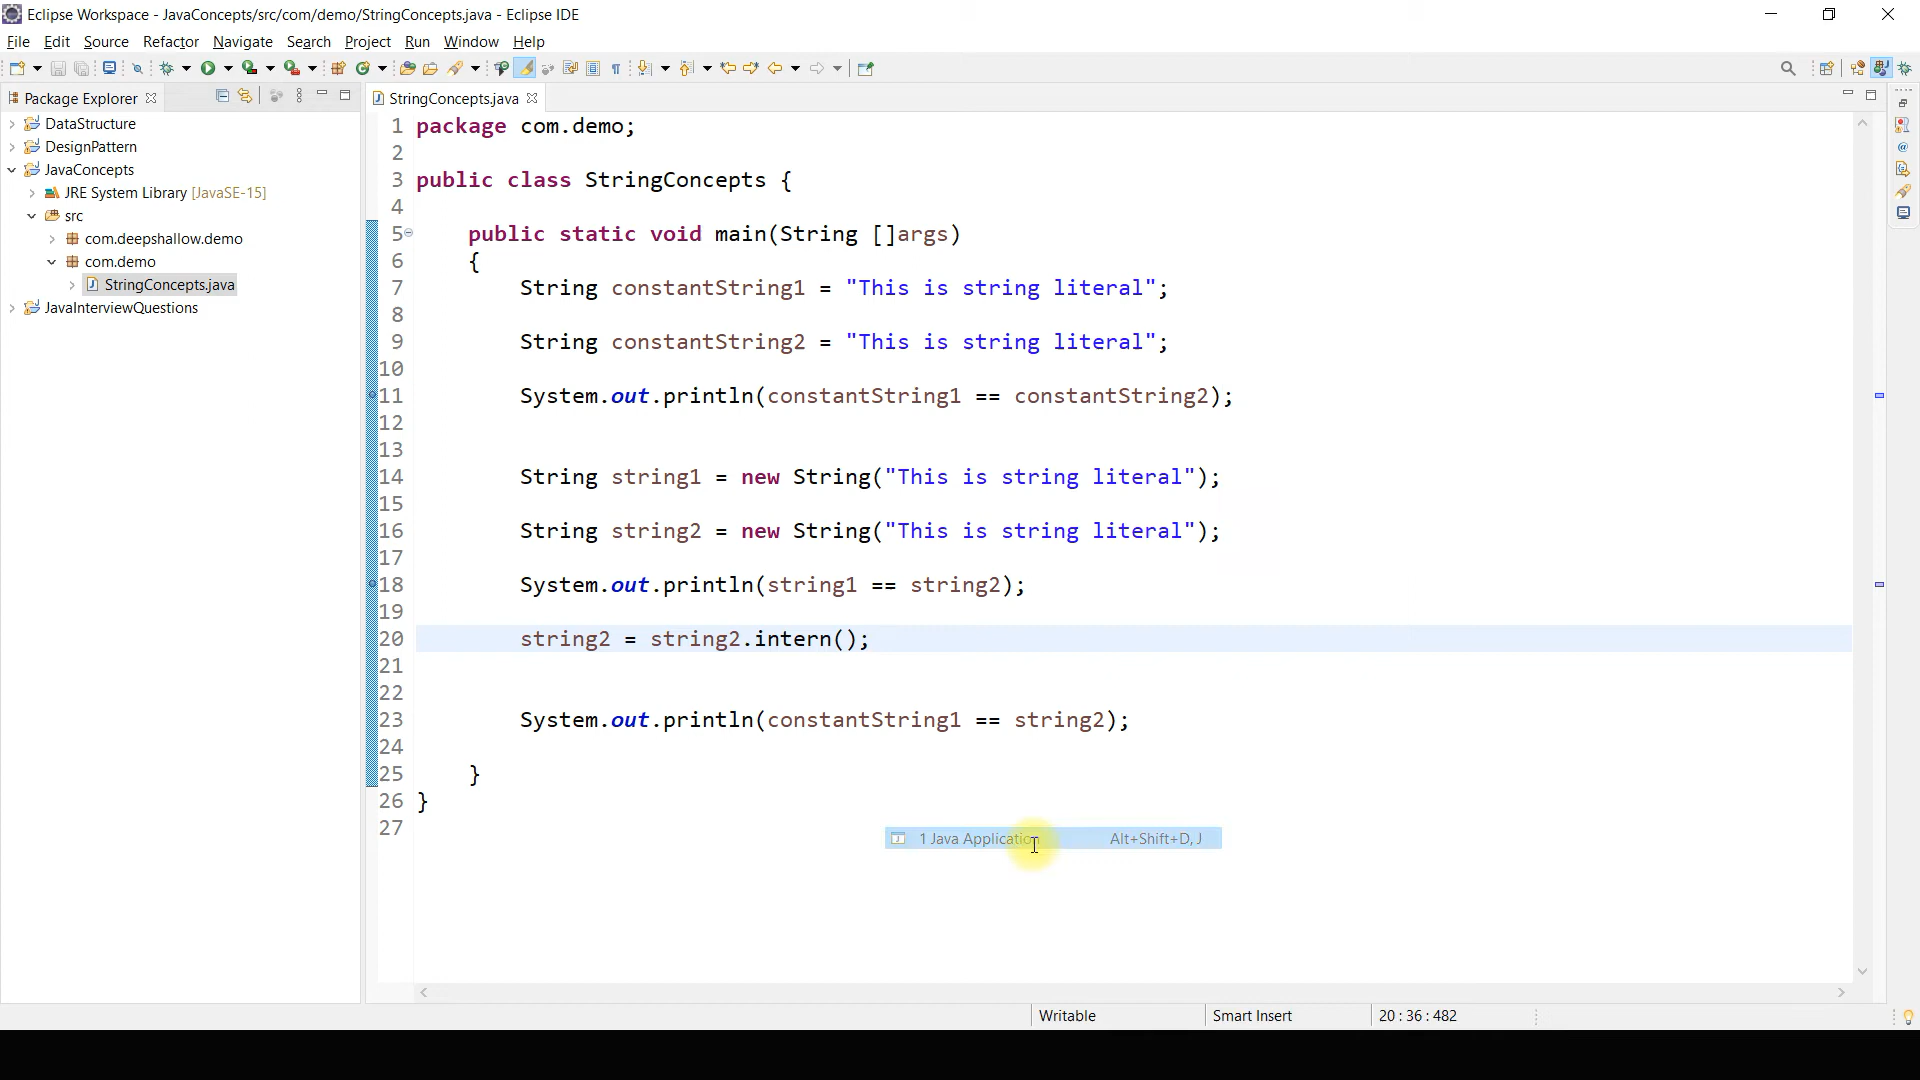 Eclipse Workspace - JavaConcepts/src/com/demo/StringConcepts.java - Eclipse IDE
File Edit Source Refactor Navigate Search Project Run Window Help
Package Explorer
DataStructure
DesignPattern
JavaConcepts
JRE System Library [JavaSE-15]
src
com.deepshallow.demo
com.demo
StringConcepts.java
JavaInterviewQuestions
StringConcepts.java
1 package com.demo;
2
3 public class StringConcepts {
4
5 public static void main(String []args)
6 {
7 String constantString1 = "This is string literal";
8
9 String constantString2 = "This is string literal";
10
11 System.out.println(constantString1 == constantString2);
12
13
14 String string1 = new String("This is string literal");
15
16 String string2 = new String("This is string literal");
17
18 System.out.println(string1 == string2);
19
20 string2 = string2.intern();
21
22
23 System.out.println(constantString1 == string2);
24
25 }
26 }
27
1 Java Application Alt+Shift+D, J
Writable Smart Insert 20 : 36 : 482